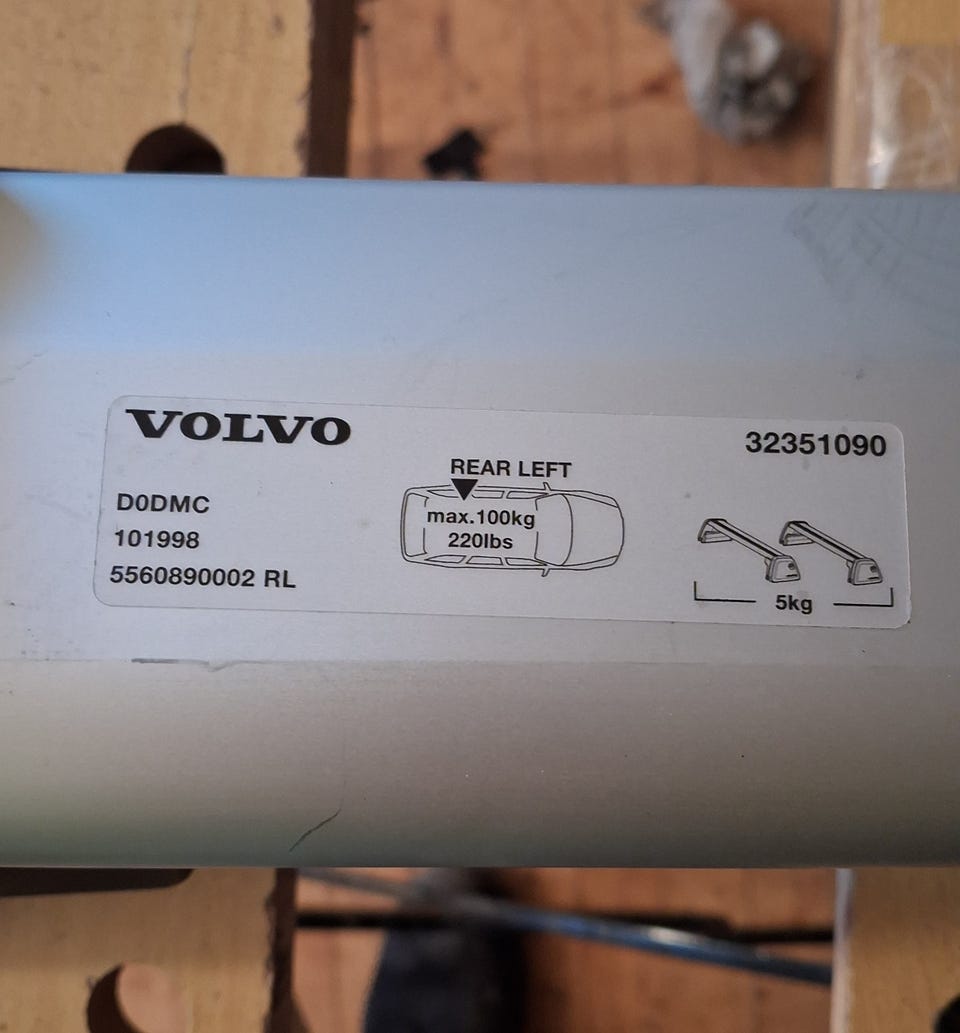 VOLVO
32351090
REAR LEFT
D0DMC
max.100kg
101998
220lbs
5560890002 RL
5kg